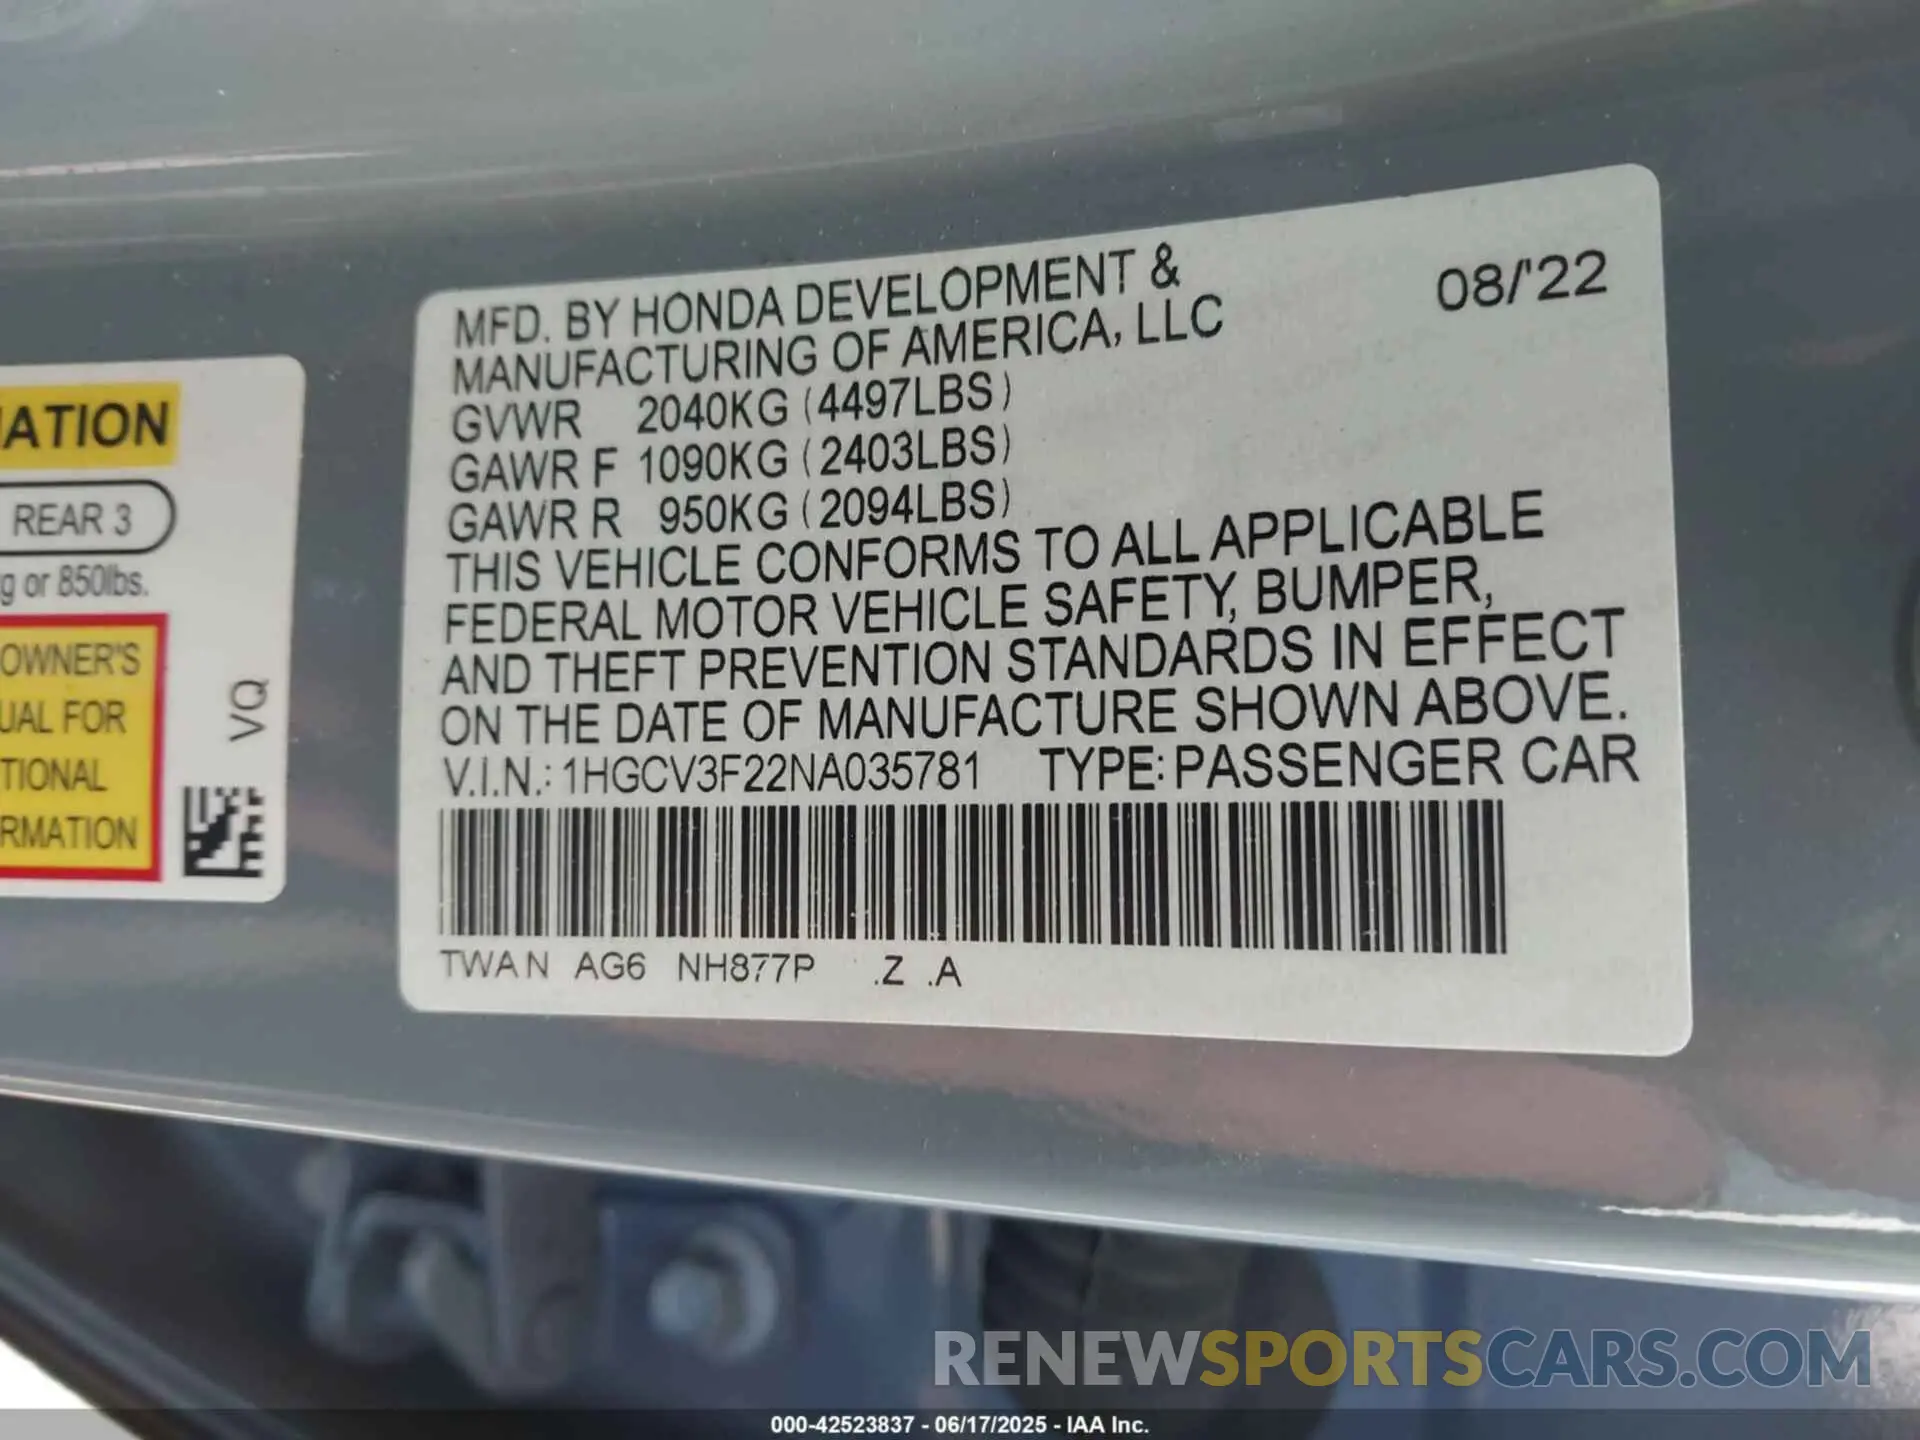 MATION
REAR 3
g or 850lbs.
OWNER'S
UAL FOR
TIONAL
RMATION
VQ
MFD. BY HONDA DEVELOPMENT &
MANUFACTURING OF AMERICA, LLC
08/'22
GVWR 2040KG (4497LBS)
GAWR F 1090KG (2403LBS)
GAWR R 950KG (2094LBS)
THIS VEHICLE CONFORMS TO ALL APPLICABLE
FEDERAL MOTOR VEHICLE SAFETY, BUMPER,
AND THEFT PREVENTION STANDARDS IN EFFECT
ON THE DATE OF MANUFACTURE SHOWN ABOVE.
V.I.N.: 1HGCV3F22NA035781 TYPE: PASSENGER CAR
TWAN AG6 NH877P .Z .A
RENEWSPORTSCARS.COM
000-42523837 - 06/17/2025 - IAA Inc.